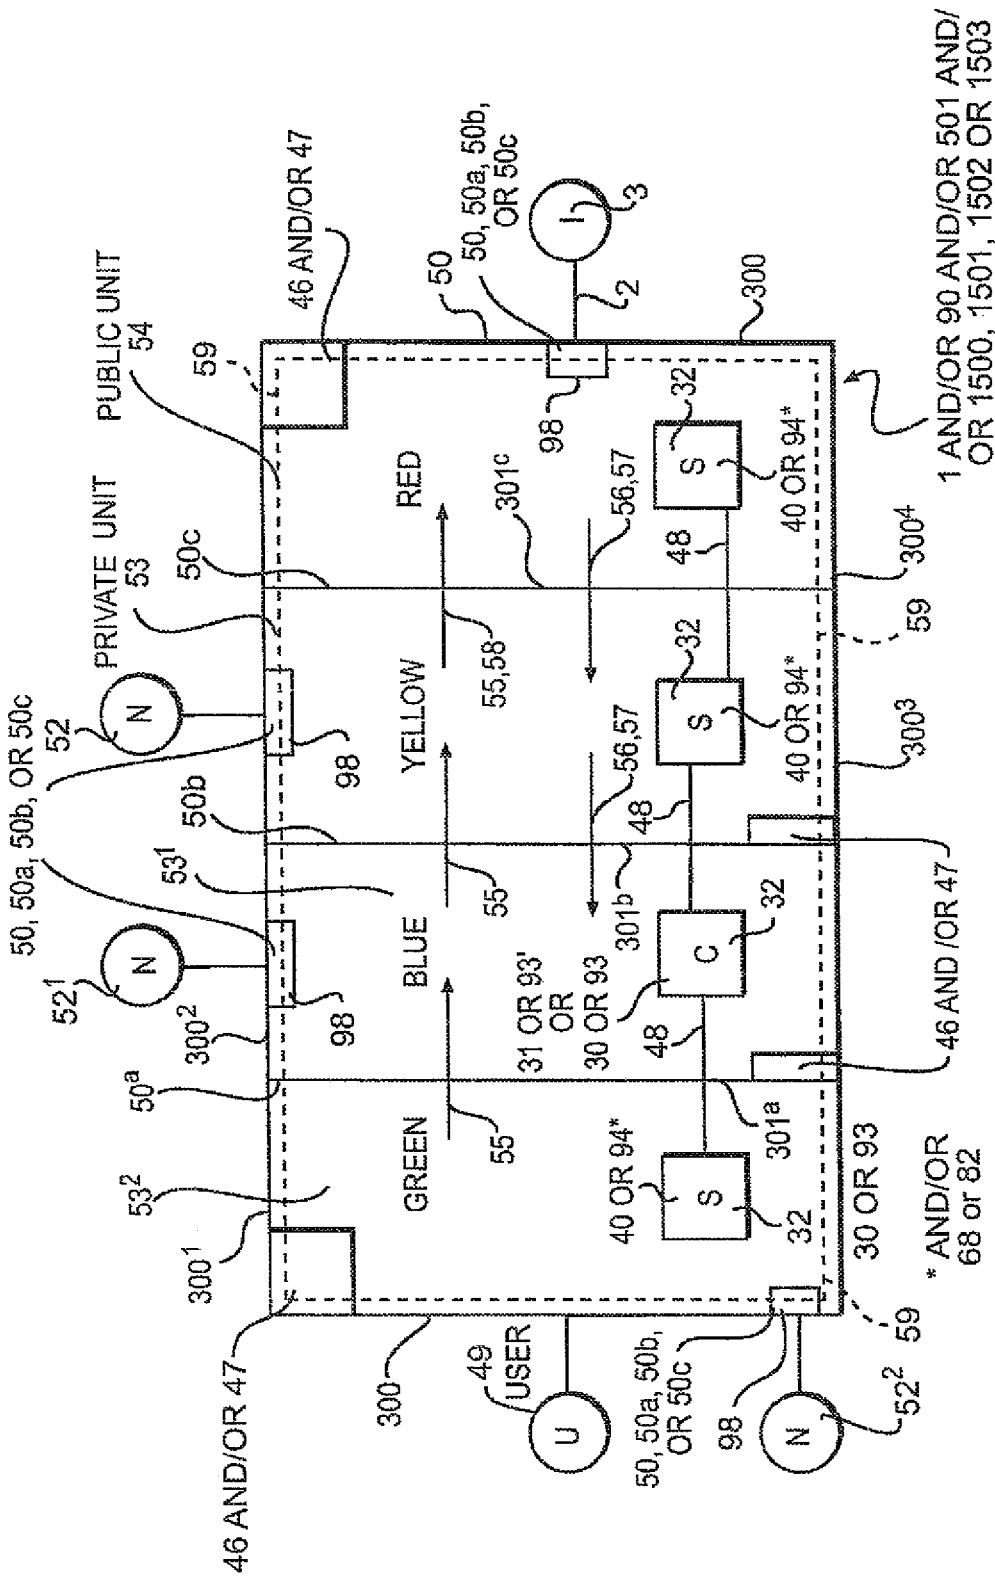 46 AND/OR 47
300¹
53²
50ᵃ
300²
52¹
N
50, 50a, 50b, OR 50c
98
53¹
50b
52
N
98
PRIVATE UNIT
53
50c
PUBLIC UNIT
54
59
46 AND/OR 47
GREEN
55
BLUE
55
YELLOW
55,58
RED
301ᶜ
50
50, 50a, 50b,
OR 50c
98
I
3
2
300
300
49
USER
U
31 OR 93'
OR
30 OR 93
301ᵇ
56,57
56,57
40 OR 94*
S
32
48
C
32
48
S
32
40 OR 94*
48
S
32
40 OR 94*
301ᵃ
50, 50a, 50b,
OR 50c
98
N
52²
59
30 OR 93
46 AND /OR 47
300³
59
300⁴
* AND/OR
68 or 82
1 AND/OR 90 AND/OR 501 AND/
OR 1500, 1501, 1502 OR 1503